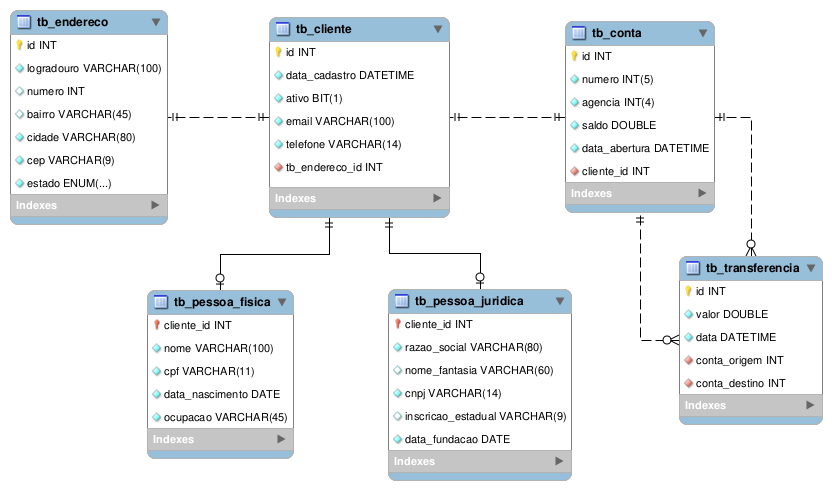 tb_endereco
id INT
logradouro VARCHAR(100)
numero INT
bairro VARCHAR(45)
cidade VARCHAR(80)
cep VARCHAR(9)
estado ENUM(...)
Indexes
tb_cliente
id INT
data_cadastro DATETIME
ativo BIT(1)
email VARCHAR(100)
telefone VARCHAR(14)
tb_endereco_id INT
Indexes
tb_conta
id INT
numero INT(5)
agencia INT(4)
saldo DOUBLE
data_abertura DATETIME
cliente_id INT
Indexes
tb_pessoa_fisica
cliente_id INT
nome VARCHAR(100)
cpf VARCHAR(11)
data_nascimento DATE
ocupacao VARCHAR(45)
Indexes
tb_pessoa_juridica
cliente_id INT
razao_social VARCHAR(80)
nome_fantasia VARCHAR(60)
cnpj VARCHAR(14)
inscricao_estadual VARCHAR(9)
data_fundacao DATE
Indexes
tb_transferencia
id INT
valor DOUBLE
data DATETIME
conta_origem INT
conta_destino INT
Indexes